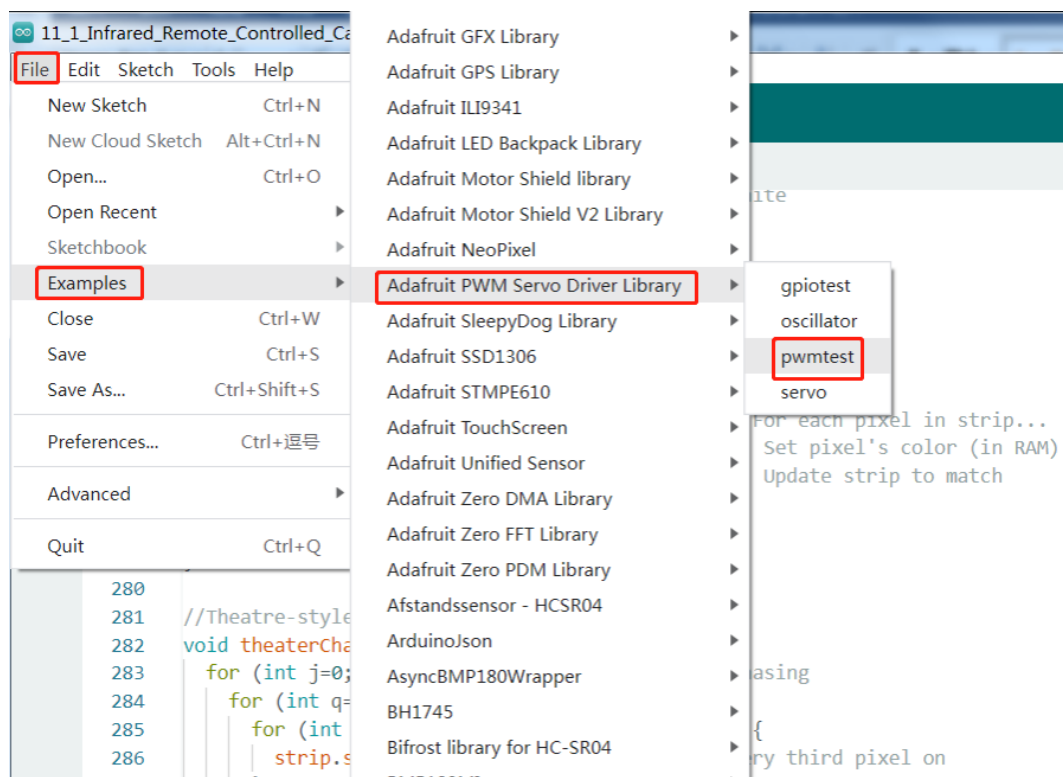 11_1_Infrared_Remote_Controlled_Ca
File Edit Sketch Tools Help
New Sketch Ctrl+N
New Cloud Sketch Alt+Ctrl+N
Open... Ctrl+O
Open Recent
Sketchbook
Examples
Close Ctrl+W
Save Ctrl+S
Save As... Ctrl+Shift+S
Preferences... Ctrl+逗号
Advanced
Quit Ctrl+Q
Adafruit GFX Library
Adafruit GPS Library
Adafruit ILI9341
Adafruit LED Backpack Library
Adafruit Motor Shield library
Adafruit Motor Shield V2 Library
Adafruit NeoPixel
Adafruit PWM Servo Driver Library
Adafruit SleepyDog Library
Adafruit SSD1306
Adafruit STMPE610
Adafruit TouchScreen
Adafruit Unified Sensor
Adafruit Zero DMA Library
Adafruit Zero FFT Library
Adafruit Zero PDM Library
Afstandssensor - HCSR04
ArduinoJson
AsyncBMP180Wrapper
BH1745
Bifrost library for HC-SR04
gpiotest
oscillator
pwmtest
servo
ite
For each pixel in strip...
Set pixel's color (in RAM)
Update strip to match
280
281 //Theatre-style
282 void theaterCha
283 for (int j=0; asing
284 for (int q=
285 for (int {
286 strip.s ry third pixel on